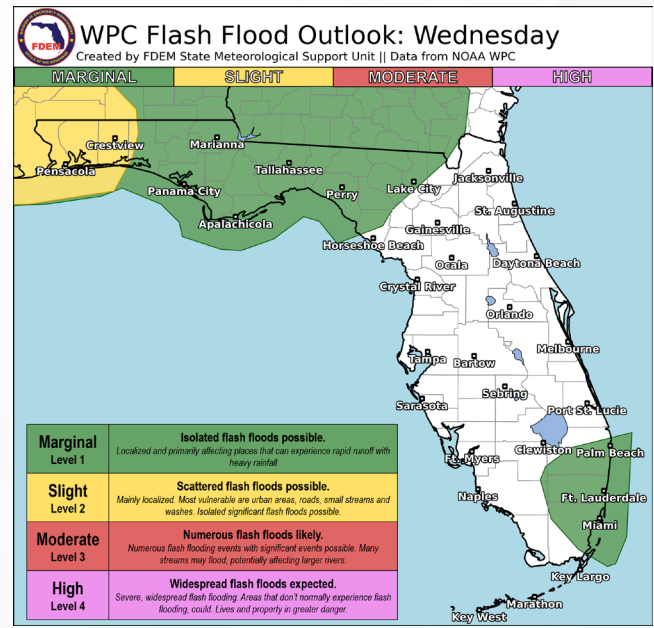 FDEM
WPC Flash Flood Outlook: Wednesday
Created by FDEM State Meteorological Support Unit || Data from NOAA WPC
MARGINAL SLIGHT MODERATE HIGH
Crestview
Marianna
Pensacola
Tallahassee
Jacksonville
Panama City
Perry
Lake City
St. Augustine
Apalachicola
Gainesville
Horseshoe Beach
Ocala
Daytona Beach
Crystal River
Orlando
Tampa
Bartow
Melbourne
Sebring
Sarasota
Port St. Lucie
Clewiston
Palm Beach
Ft. Myers
Naples
Ft. Lauderdale
Miami
Key Largo
Marathon
Key West
Marginal
Level 1
Isolated flash floods possible.
Localized and primarily affecting places that can experience rapid runoff with
heavy rainfall
Slight
Level 2
Scattered flash floods possible.
Mainly localized. Most vulnerable are urban areas, roads, small streams and
washes. Isolated significant flash floods possible.
Moderate
Level 3
Numerous flash floods likely.
Numerous flash flooding events with significant events possible. Many
streams may flood, potentially affecting larger rivers.
High
Level 4
Widespread flash floods expected.
Severe, widespread flash flooding. Areas that don't normally experience flash
flooding, could. Lives and property in greater danger.